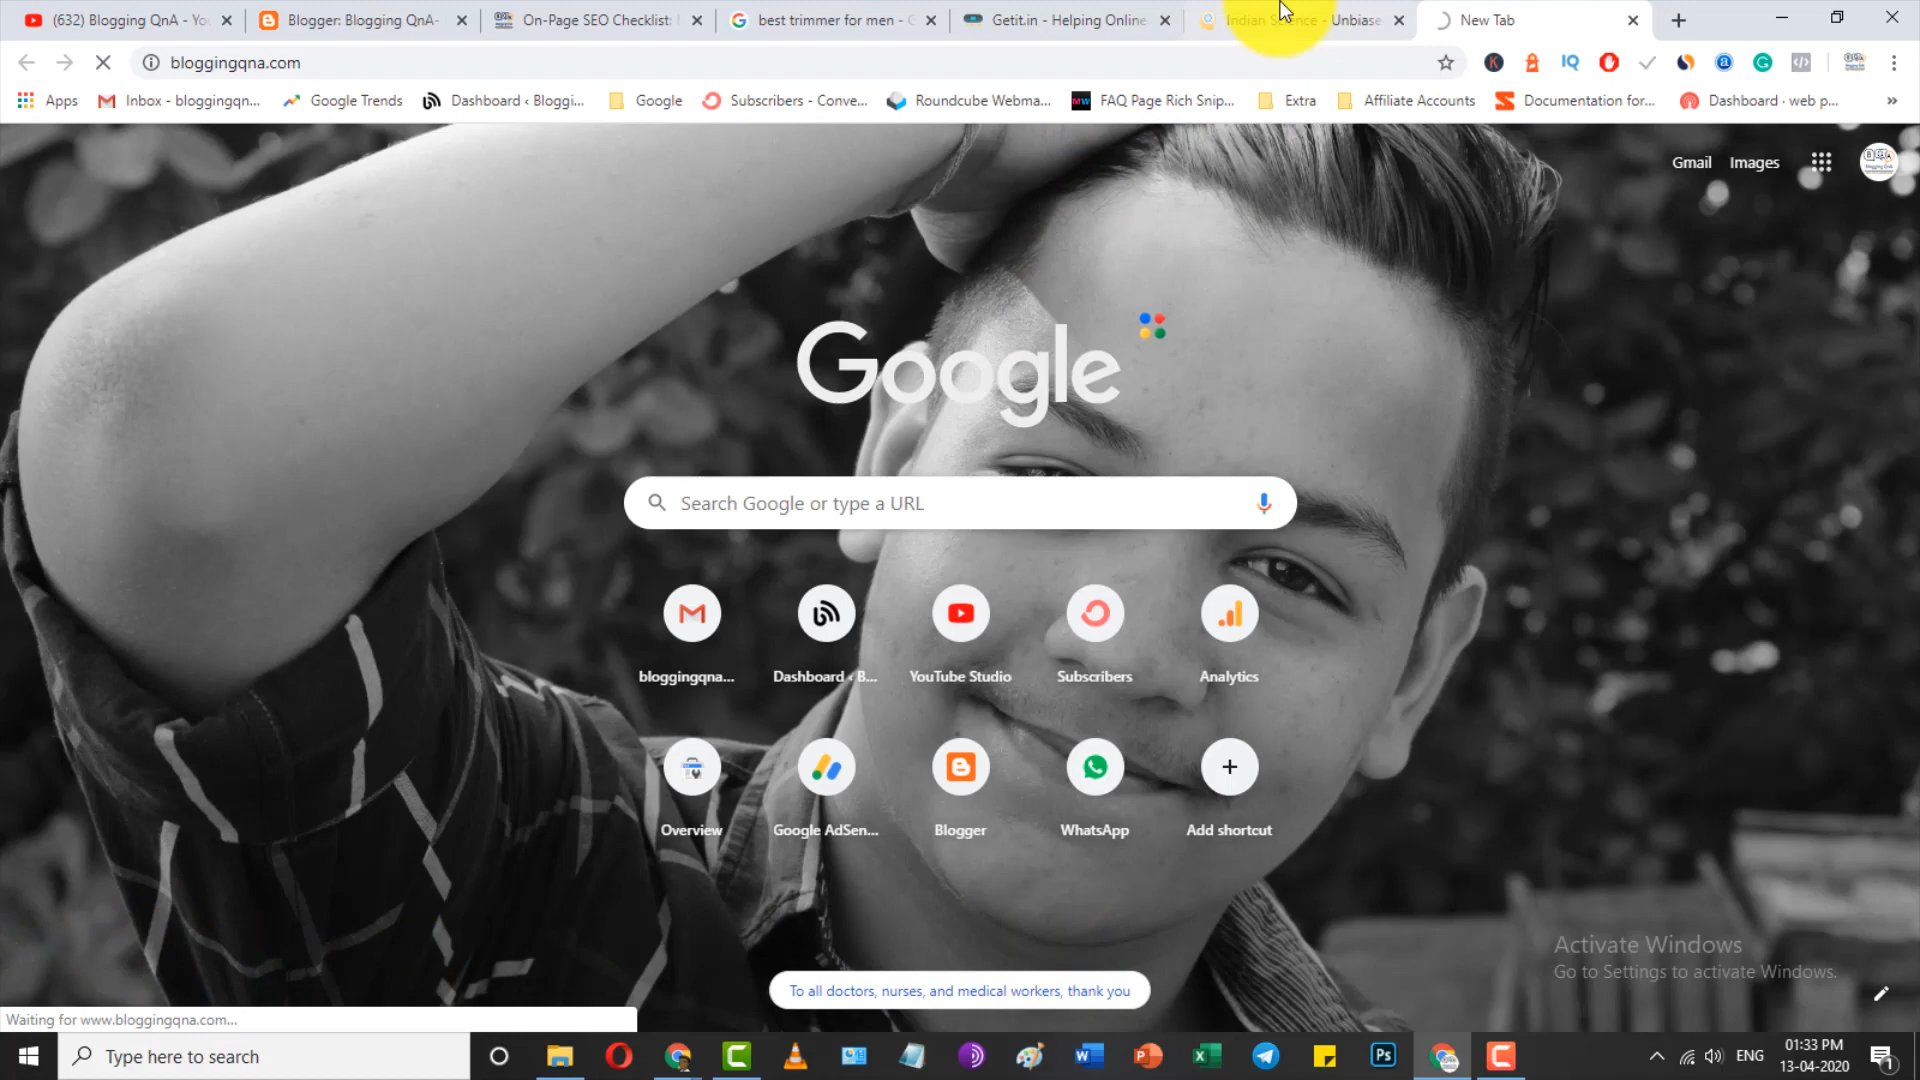 (632) Blogging QnA - Yo
Blogger: Blogging QnA-
On-Page SEO Checklist:
best trimmer for men - G
Getit.in - Helping Online
Indian Science - Unbiase
New Tab
bloggingqna.com
Apps
Inbox - bloggingqn...
Google Trends
Dashboard ‹ Bloggi...
Google
Subscribers - Conve...
Roundcube Webma...
FAQ Page Rich Snip...
Extra
Affiliate Accounts
Documentation for...
Dashboard · web p...
Gmail
Images
Google
Search Google or type a URL
bloggingqna...
Dashboard ‹ B...
YouTube Studio
Subscribers
Analytics
Overview
Google AdSen...
Blogger
WhatsApp
Add shortcut
Activate Windows
Go to Settings to activate Windows.
To all doctors, nurses, and medical workers, thank you
Waiting for www.bloggingqna.com...
Type here to search
ENG
01:33 PM
13-04-2020